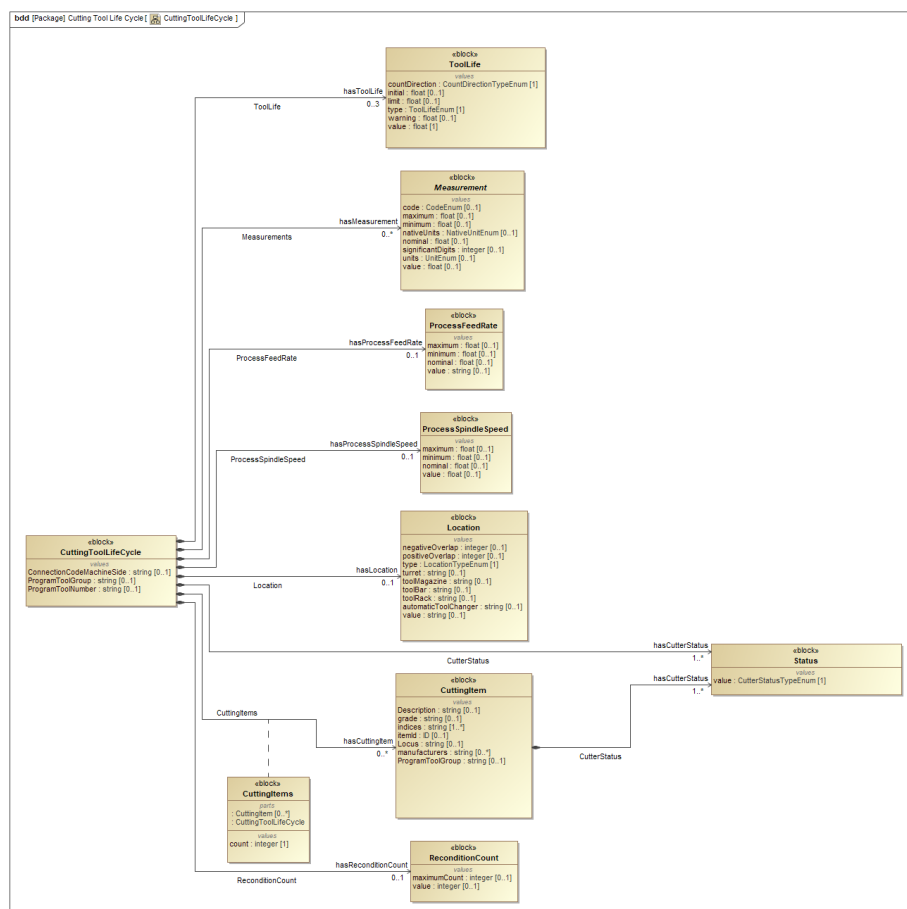 bdd [Package] Cutting Tool Life Cycle [ CuttingToolLifeCycle ]
«block»
ToolLife
values
countDirection : CountDirectionTypeEnum [1]
initial : float [0..1]
limit : float [0..1]
type : ToolLifeEnum [1]
warning : float [0..1]
value : float [1]
hasToolLife
0..3
ToolLife
«block»
Measurement
values
code : CodeEnum [0..1]
maximum : float [0..1]
minimum : float [0..1]
nativeUnits : NativeUnitEnum [0..1]
nominal : float [0..1]
significantDigits : integer [0..1]
units : UnitEnum [0..1]
value : float [0..1]
hasMeasurement
0..*
Measurements
«block»
ProcessFeedRate
values
maximum : float [0..1]
minimum : float [0..1]
nominal : float [0..1]
value : string [0..1]
hasProcessFeedRate
0..1
ProcessFeedRate
«block»
ProcessSpindleSpeed
values
maximum : float [0..1]
minimum : float [0..1]
nominal : float [0..1]
value : float [0..1]
hasProcessSpindleSpeed
0..1
ProcessSpindleSpeed
«block»
CuttingToolLifeCycle
values
ConnectionCodeMachineSide : string [0..1]
ProgramToolGroup : string [0..1]
ProgramToolNumber : string [0..1]
«block»
Location
values
negativeOverlap : integer [0..1]
positiveOverlap : integer [0..1]
type : LocationTypeEnum [1]
turret : string [0..1]
toolMagazine : string [0..1]
toolBar : string [0..1]
toolRack : string [0..1]
automaticToolChanger : string [0..1]
value : string [0..1]
hasLocation
0..1
Location
hasCutterStatus
1..*
CutterStatus
«block»
Status
value : CutterStatusTypeEnum [1]
hasCutterStatus
1..*
CutterStatus
«block»
CuttingItem
values
Description : string [0..1]
grade : string [0..1]
indices : string [1..*]
itemId : ID [0..1]
Locus : string [0..1]
manufacturers : string [0..*]
ProgramToolGroup : string [0..1]
CuttingItems
hasCuttingItem
0..*
«block»
CuttingItems
parts
: CuttingItem [0..*]
: CuttingToolLifeCycle
values
count : integer [1]
«block»
ReconditionCount
values
maximumCount : integer [0..1]
value : integer [0..1]
hasReconditionCount
0..1
ReconditionCount